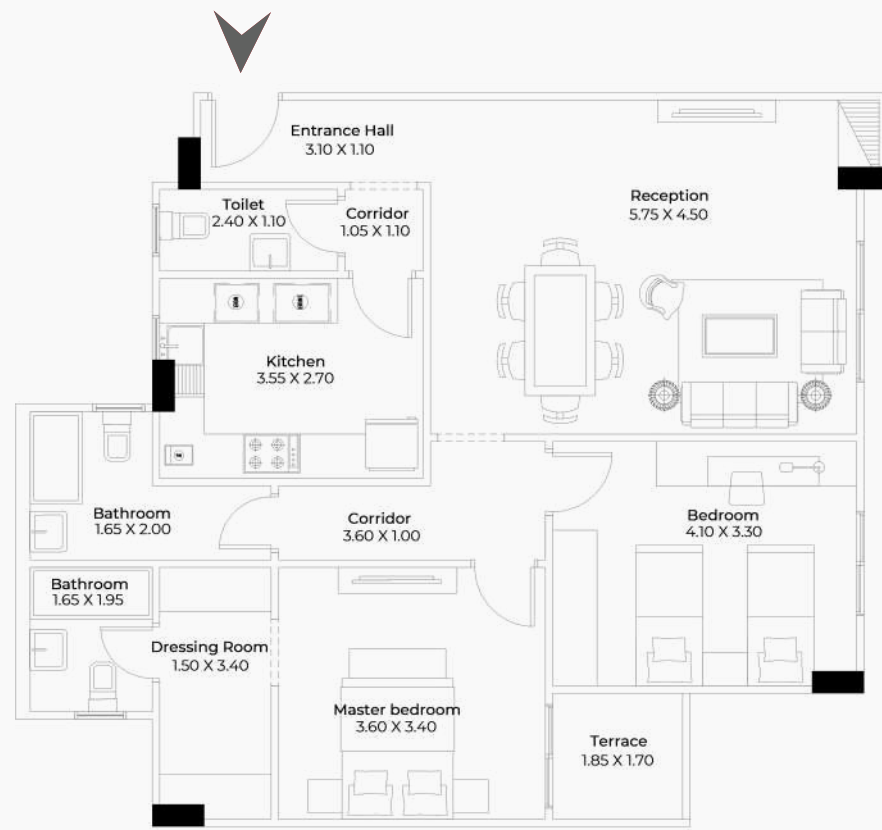 Entrance Hall
3.10 X 1.10
Reception
5.75 X 4.50
Toilet
2.40 X 1.10
Corridor
1.05 X 1.10
Kitchen
3.55 X 2.70
Bathroom
1.65 X 2.00
Corridor
3.60 X 1.00
Bedroom
4.10 X 3.30
Bathroom
1.65 X 1.95
Dressing Room
1.50 X 3.40
Master bedroom
3.60 X 3.40
Terrace
1.85 X 1.70